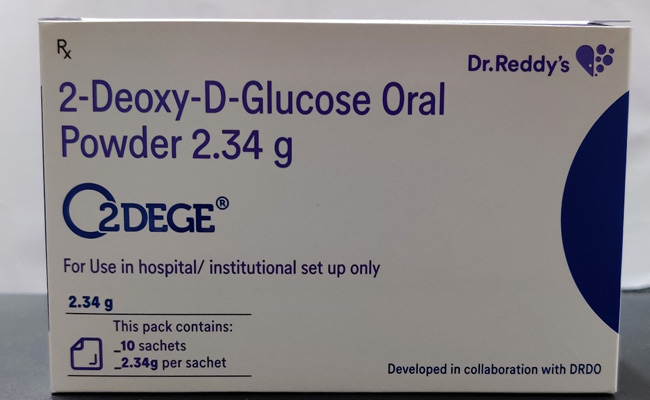 Rx
Dr.Reddy's
2-Deoxy-D-Glucose Oral
Powder 2.34 g
2DEGE®
For Use in hospital/ institutional set up only
2.34 g
This pack contains:
_10 sachets
_2.34g per sachet
Developed in collaboration with DRDO